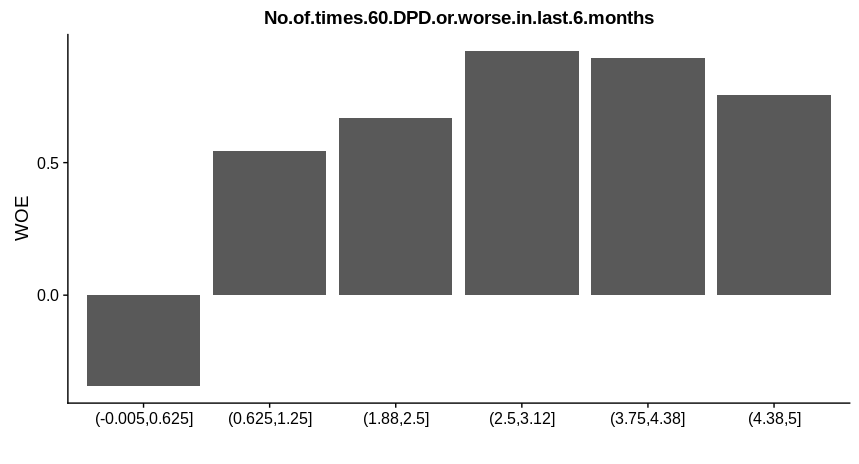 No.of.times.60.DPD.or.worse.in.last.6.months
WOE
0.5
0.0
(-0.005,0.625] (0.625,1.25] (1.88,2.5] (2.5,3.12] (3.75,4.38] (4.38,5]